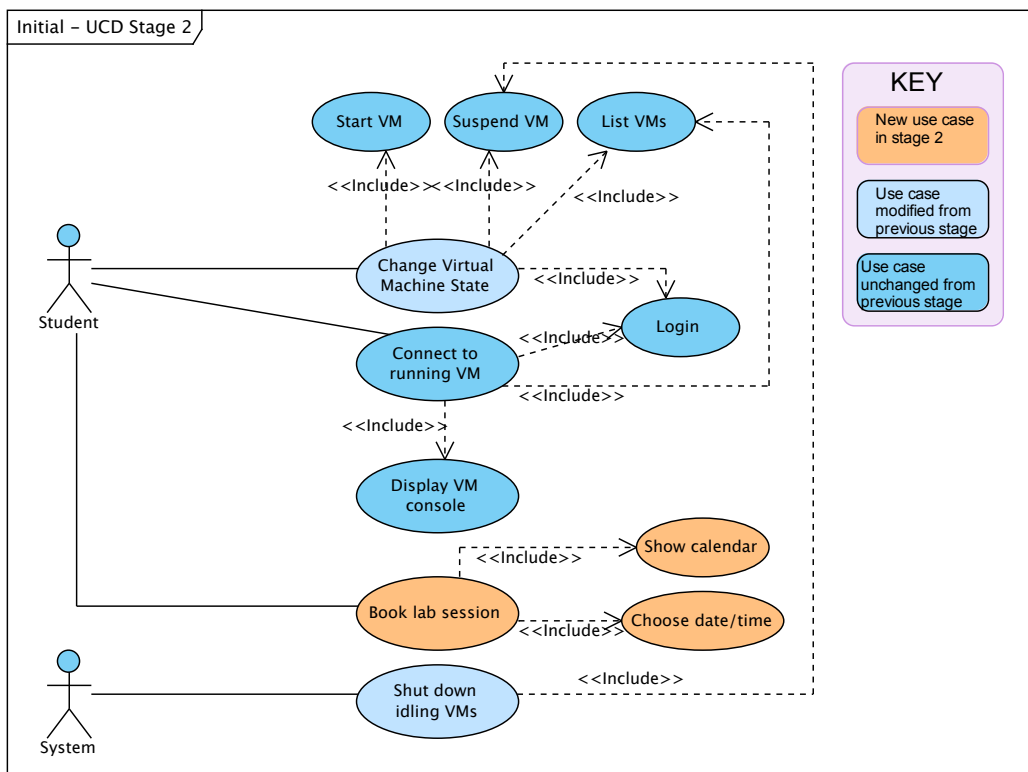 Initial – UCD Stage 2
KEY
New use case
in stage 2
Use case
modified from
previous stage
Use case
unchanged from
previous stage
Start VM
Suspend VM
List VMs
<<Include>>
<<Include>>
<<Include>>
Student
Change Virtual
Machine State
<<Include>>
Login
<<Include>>
Connect to
running VM
<<Include>>
<<Include>>
Display VM
console
Show calendar
<<Include>>
Book lab session
Choose date/time
<<Include>>
System
Shut down
idling VMs
<<Include>>